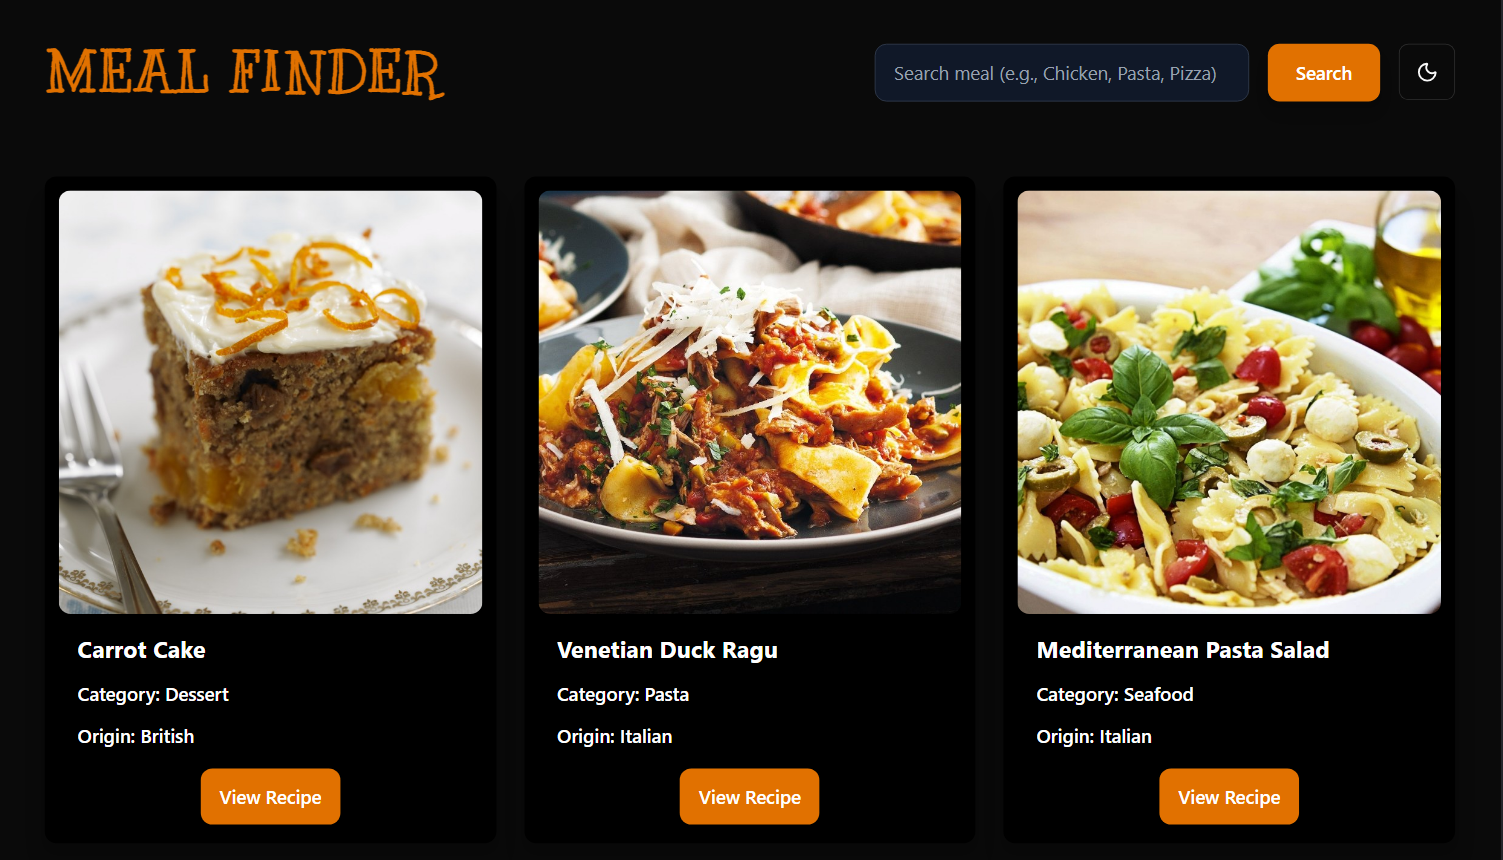 MEAL FINDER
Search meal (e.g., Chicken, Pasta, Pizza)
Search
Carrot Cake
Category: Dessert
Origin: British
View Recipe
Venetian Duck Ragu
Category: Pasta
Origin: Italian
View Recipe
Mediterranean Pasta Salad
Category: Seafood
Origin: Italian
View Recipe